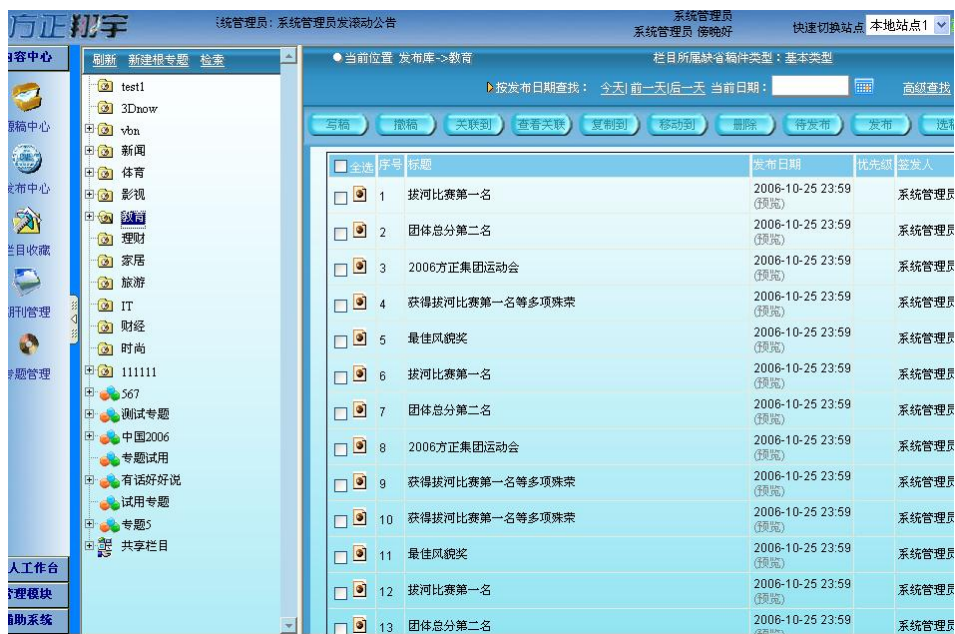 方正翔宇
统管理员：系统管理员发滚动公告
系统管理员
系统管理员 傍晚好
快速切换站点 本地站点1
内容中心
稿中心
布中心
栏目收藏
期刊管理
专题管理
人工作台
管理模块
辅助系统
刷新 新建根专题 检索
test1
3Dnow
vbn
新闻
体育
影视
教育
理财
家居
旅游
IT
财经
时尚
111111
567
测试专题
中国2006
专题试用
有话好好说
试用专题
专题5
共享栏目
当前位置 发布库->教育
栏目所属缺省稿件类型：基本类型
按发布日期查找： 今天|前一天|后一天 当前日期：
高级查找
写稿 撤稿 关联到 查看关联 复制到 移动到 删除 待发布 发布 选稿
全选 序号 标题 发布日期 优先级 签发人
1 拔河比赛第一名 2006-10-25 23:59 系统管理员
(预览)
2 团体总分第二名 2006-10-25 23:59 系统管理员
(预览)
3 2006方正集团运动会 2006-10-25 23:59 系统管理员
(预览)
4 获得拔河比赛第一名等多项殊荣 2006-10-25 23:59 系统管理员
(预览)
5 最佳风貌奖 2006-10-25 23:59 系统管理员
(预览)
6 拔河比赛第一名 2006-10-25 23:59 系统管理员
(预览)
7 团体总分第二名 2006-10-25 23:59 系统管理员
(预览)
8 2006方正集团运动会 2006-10-25 23:59 系统管理员
(预览)
9 获得拔河比赛第一名等多项殊荣 2006-10-25 23:59 系统管理员
(预览)
10 获得拔河比赛第一名等多项殊荣 2006-10-25 23:59 系统管理员
(预览)
11 最佳风貌奖 2006-10-25 23:59 系统管理员
(预览)
12 拔河比赛第一名 2006-10-25 23:59 系统管理员
(预览)
13 团体总分第二名 2006-10-25 23:59 系统管理员